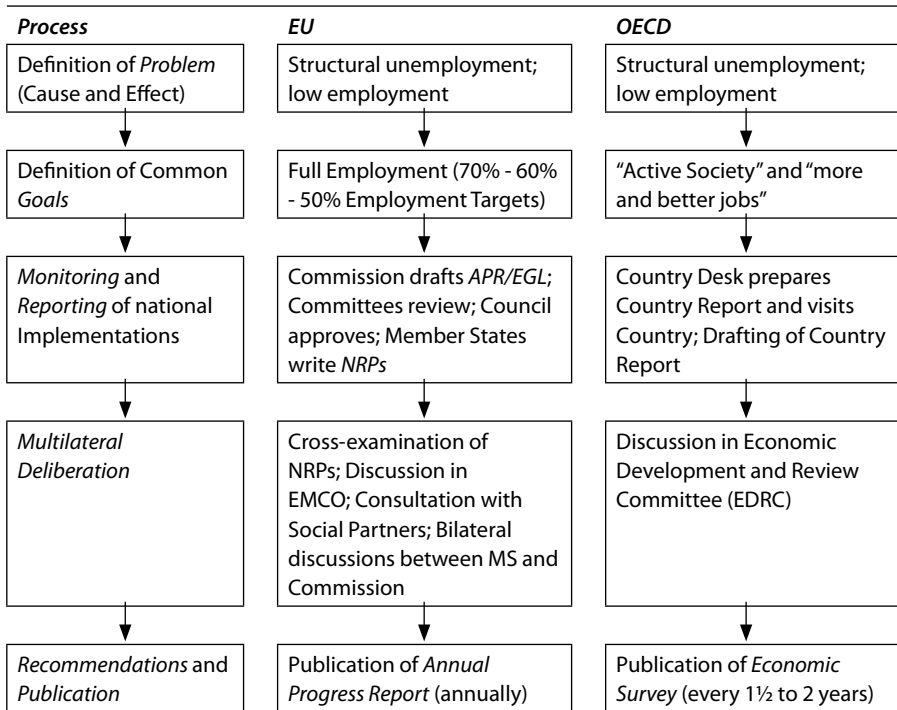 Process EU OECD
Definition of Problem
(Cause and Effect)
Structural unemployment;
low employment
Structural unemployment;
low employment
Definition of Common
Goals
Full Employment (70% - 60%
- 50% Employment Targets)
“Active Society” and “more
and better jobs”
Monitoring and
Reporting of national
Implementations
Commission drafts APR/EGL;
Committees review; Council
approves; Member States
write NRPs
Country Desk prepares
Country Report and visits
Country; Drafting of Country
Report
Multilateral
Deliberation
Cross-examination of
NRPs; Discussion in
EMCO; Consultation with
Social Partners; Bilateral
discussions between MS and
Commission
Discussion in Economic
Development and Review
Committee (EDRC)
Recommendations and
Publication
Publication of Annual
Progress Report (annually)
Publication of Economic
Survey (every 1½ to 2 years)